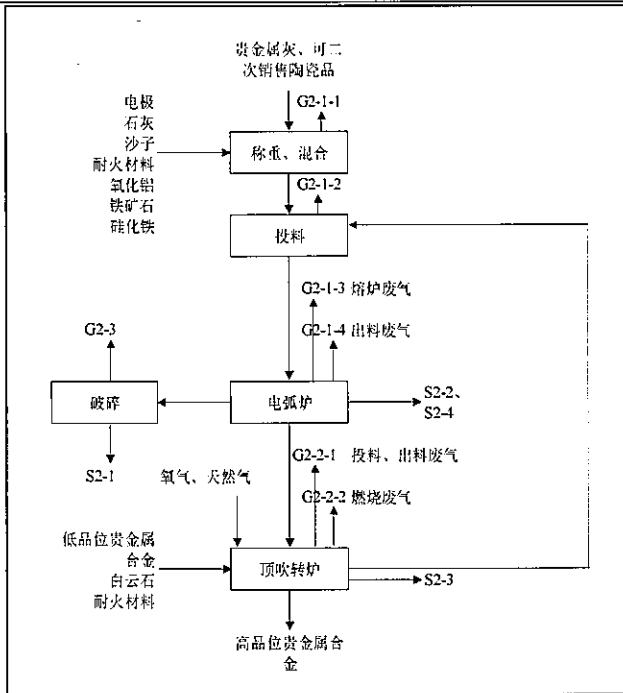 贵金属灰、可二
次销售陶瓷品
电极
石灰
沙子
耐火材料
氧化铝
铁矿石
硅化铁
G2-1-1
称重、混合
G2-1-2
投料
G2-1-3 熔炉废气
G2-1-4 出料废气
G2-3
破碎
电弧炉
S2-2、
S2-4
S2-1
G2-2-1 投料、出料废气
氧气、天然气
G2-2-2 燃烧废气
低品位贵金属
合金
白云石
耐火材料
顶吹转炉
S2-3
高品位贵金属合
金